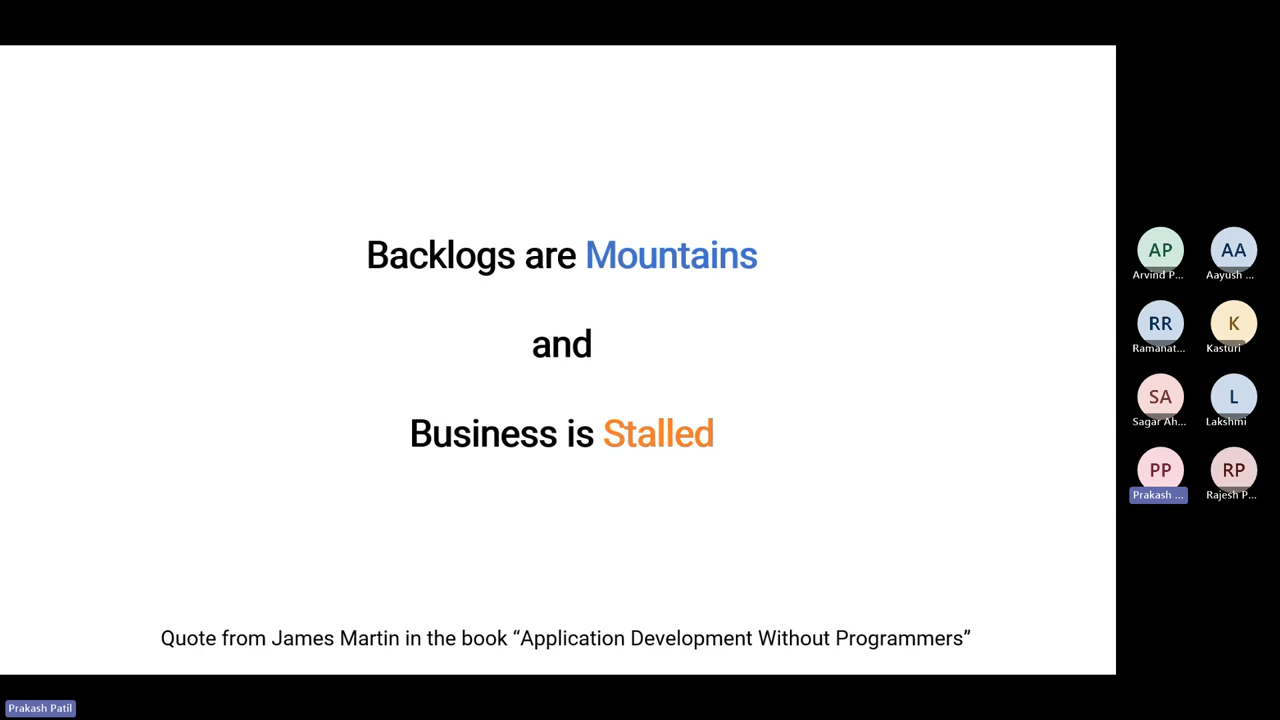 Backlogs are Mountains
and
Business is Stalled
Quote from James Martin in the book “Application Development Without Programmers”
AP
Arvind P...
AA
Aayush ...
RR
Ramanat...
K
Kasturi
SA
Sagar Ah...
L
Lakshmi
PP
Prakash ...
RP
Rajesh P...
Prakash Patil